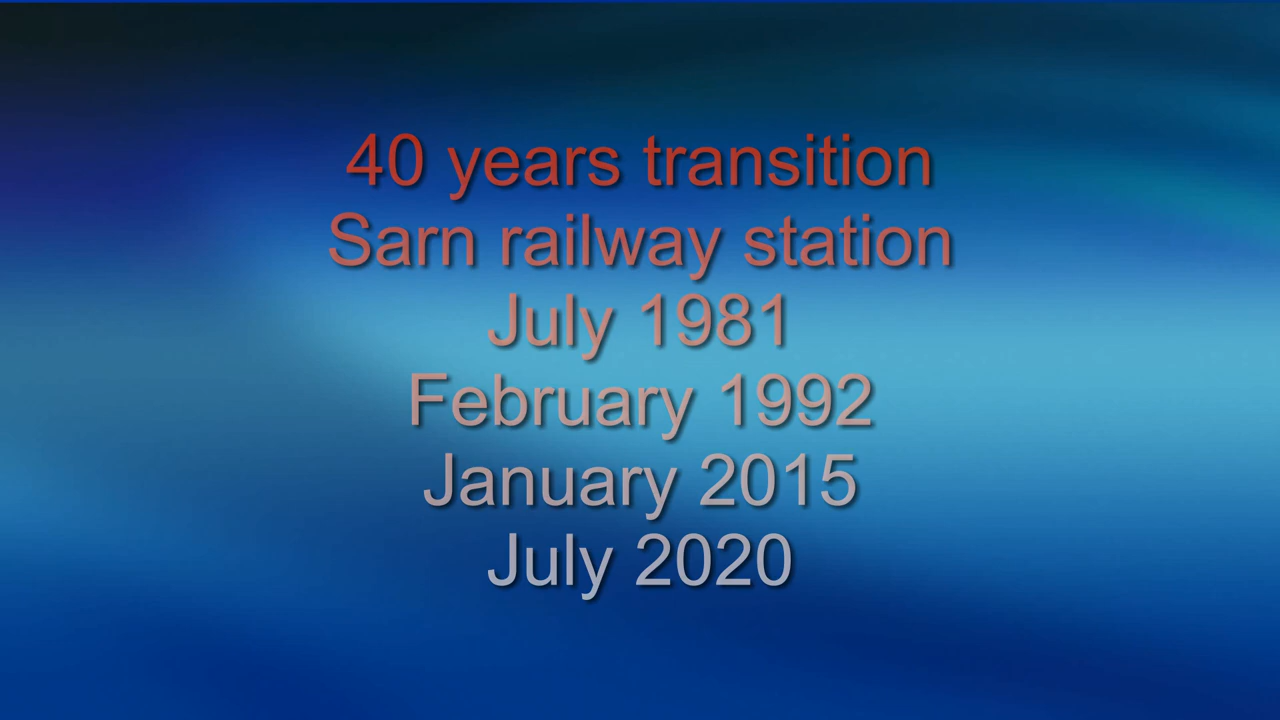 40 years transition
Sarn railway station
July 1981
February 1992
January 2015
July 2020